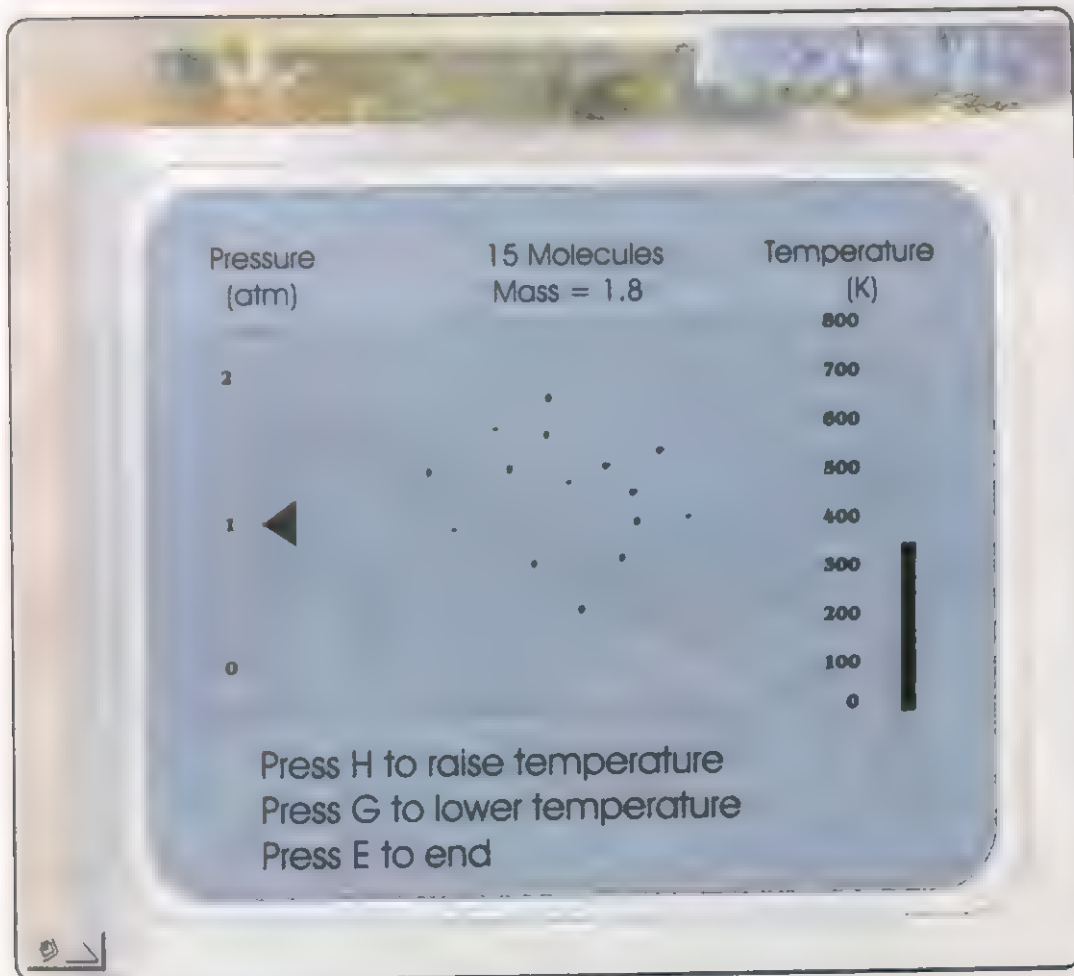 Pressure
(atm)
15 Molecules
Mass = 1.8
Temperature
(K)
800
700
600
500
400
300
200
100
0
2
1
0
Press H to raise temperature
Press G to lower temperature
Press E to end